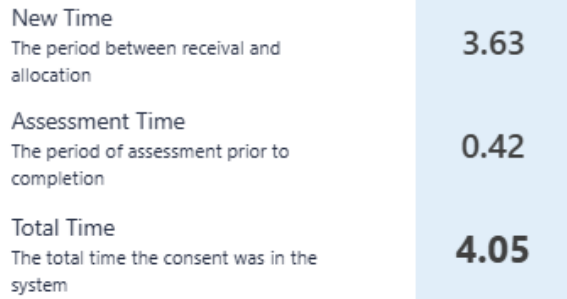 New Time
The period between receival and
allocation
3.63
Assessment Time
The period of assessment prior to
completion
0.42
Total Time
The total time the consent was in the
system
4.05